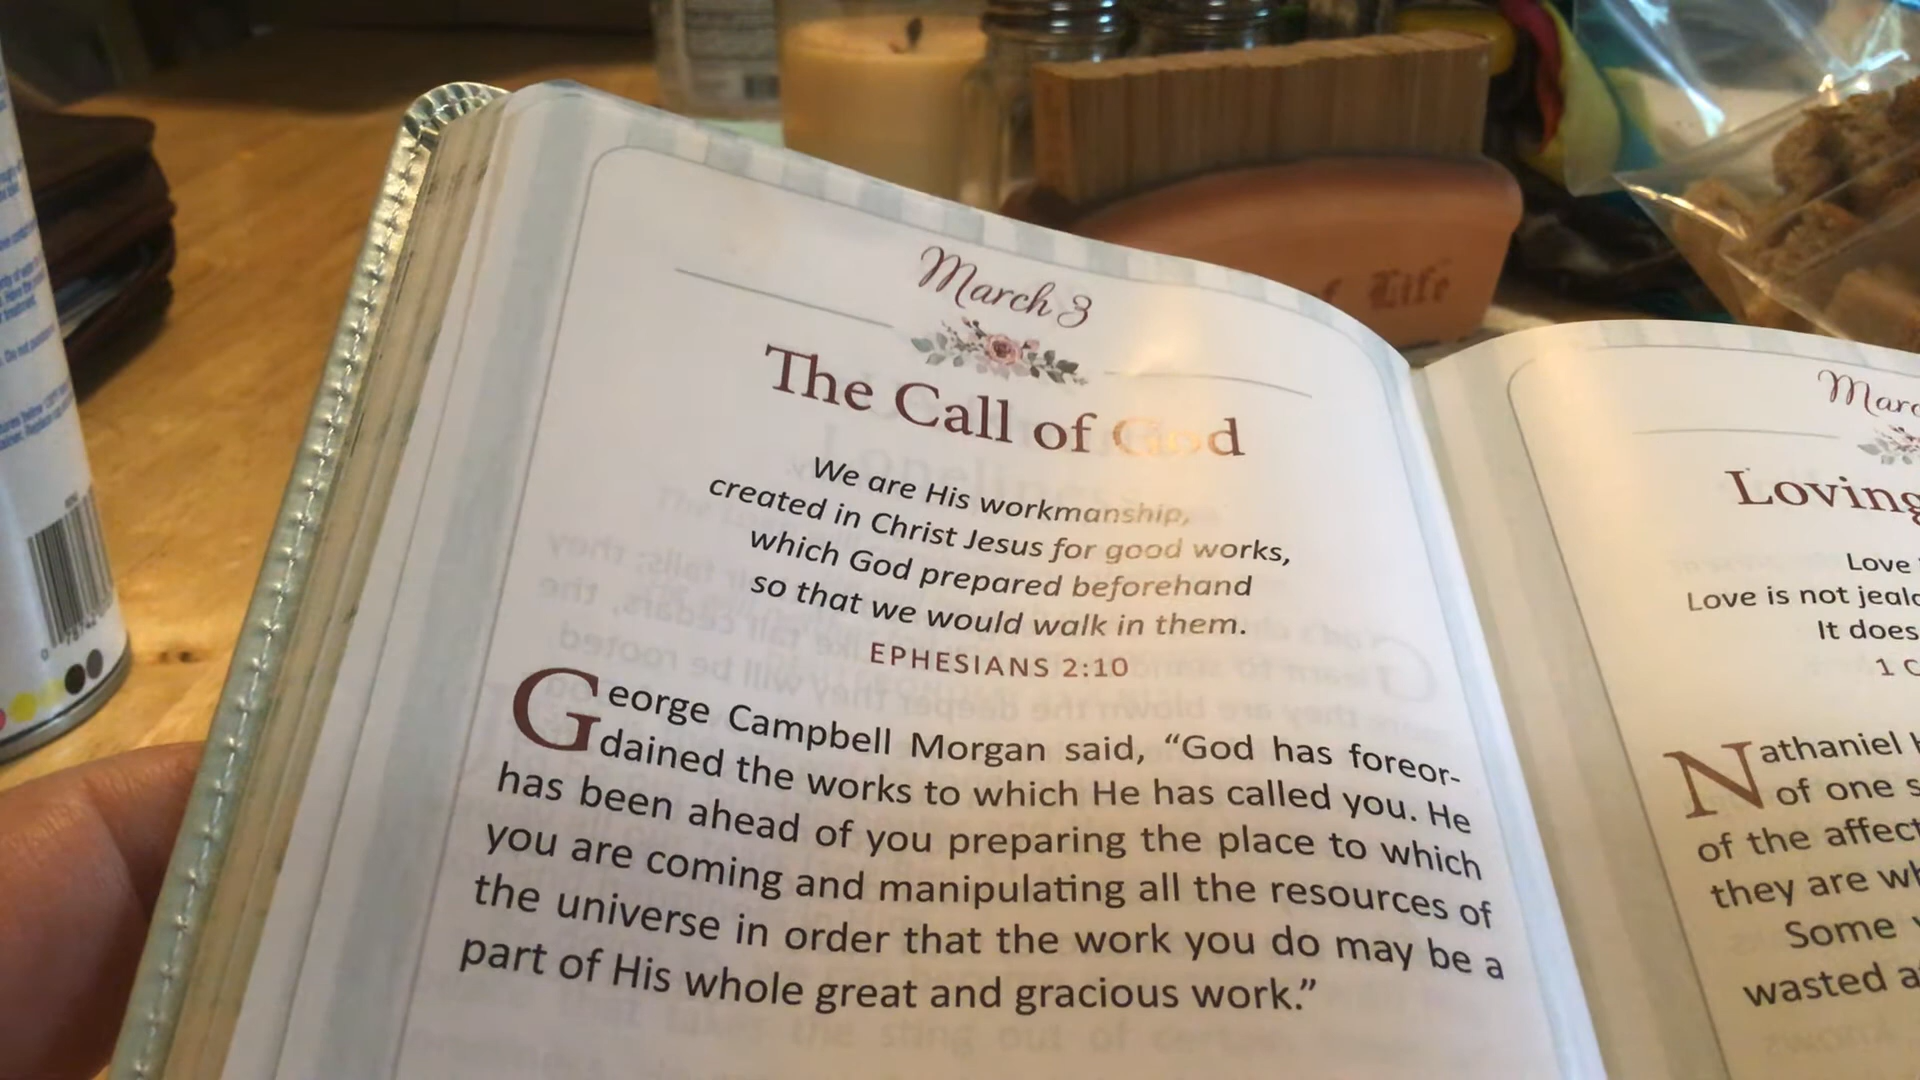 March 3
The Call of God
We are His workmanship,
created in Christ Jesus for good works,
which God prepared beforehand
so that we would walk in them.
EPHESIANS 2:10
George Campbell Morgan said, “God has foreor-
dained the works to which He has called you. He
has been ahead of you preparing the place to which
you are coming and manipulating all the resources of
the universe in order that the work you do may be a
part of His whole great and gracious work.”
Loving
Love
Love is not
It does
1
of one
of the
they are
Some
wasted
Life